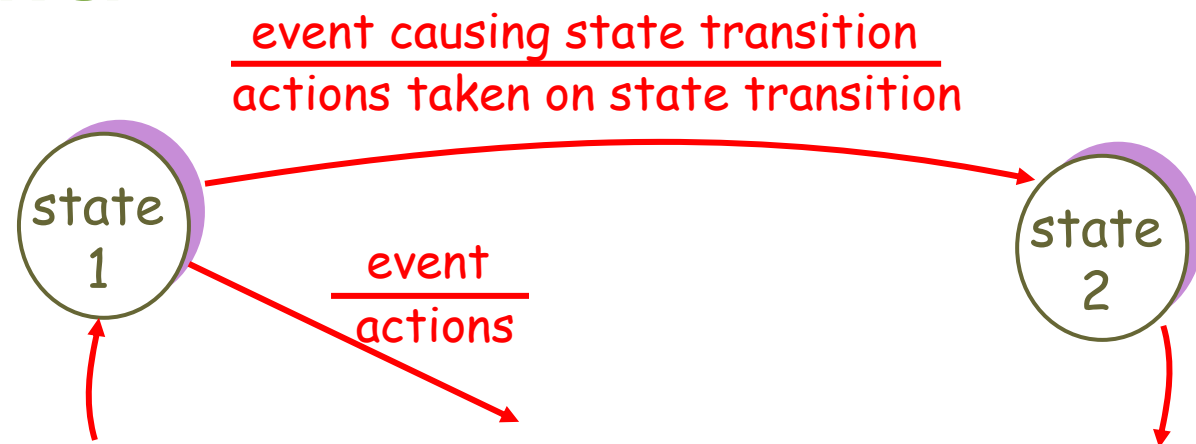 event causing state transition
actions taken on state transition
state
1
event
actions
state
2